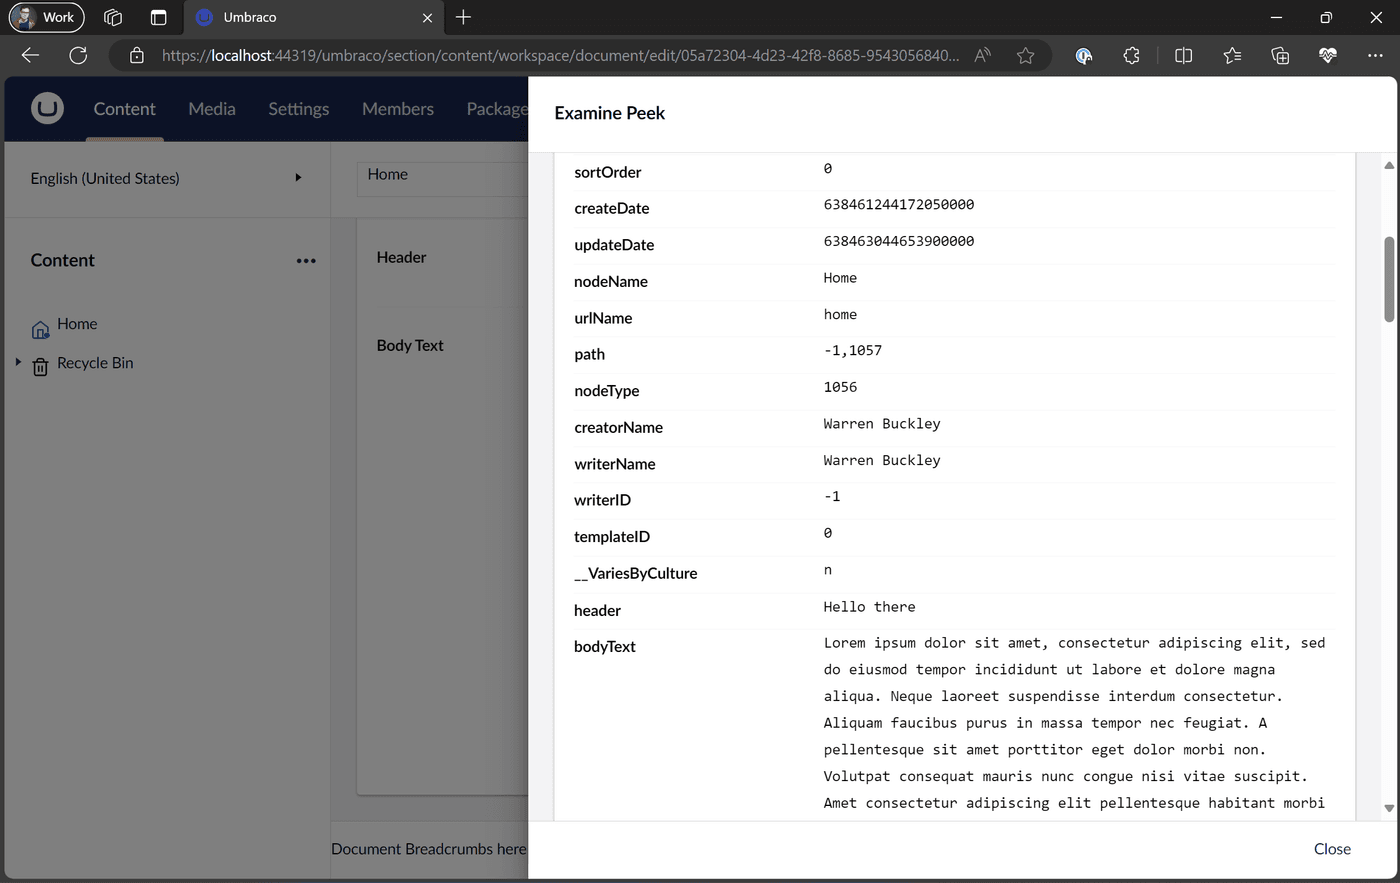 Work
Umbraco
https://localhost:44319/umbraco/section/content/workspace/document/edit/05a72304-4d23-42f8-8685-9543056840...
Content
Media
Settings
Members
Package
English (United States)
Content
Home
Recycle Bin
Home
Header
Body Text
Document Breadcrumbs here
Examine Peek
sortOrder 0
createDate 638461244172050000
updateDate 638463044653900000
nodeName Home
urlName home
path -1,1057
nodeType 1056
creatorName Warren Buckley
writerName Warren Buckley
writerID -1
templateID 0
__VariesByCulture n
header Hello there
bodyText Lorem ipsum dolor sit amet, consectetur adipiscing elit, sed
do eiusmod tempor incididunt ut labore et dolore magna
aliqua. Neque laoreet suspendisse interdum consectetur.
Aliquam faucibus purus in massa tempor nec feugiat. A
pellentesque sit amet porttitor eget dolor morbi non.
Volutpat consequat mauris nunc congue nisi vitae suscipit.
Amet consectetur adipiscing elit pellentesque habitant morbi
Close